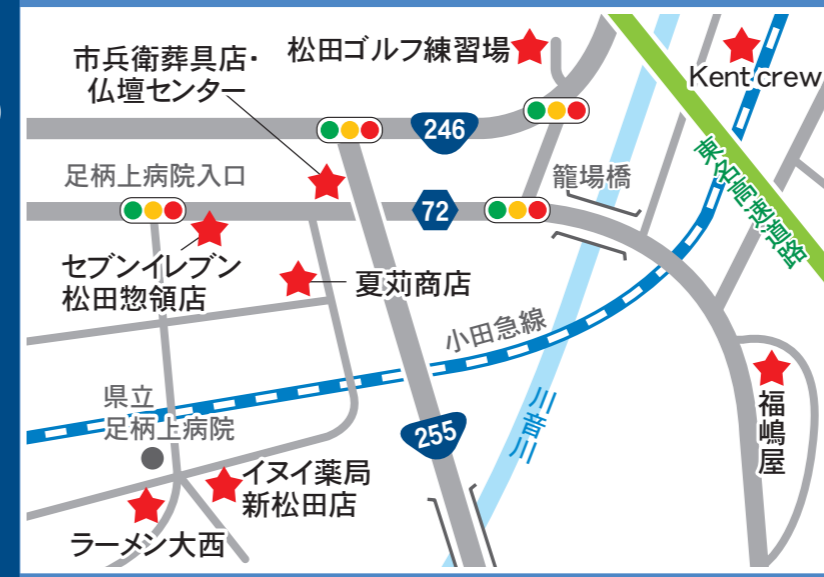 市兵衛葬具店・
仏壇センター
松田ゴルフ練習場
Kent crew
246
足柄上病院入口
籠場橋
東名高速道路
72
セブンイレブン
松田惣領店
夏苅商店
小田急線
県立
足柄上病院
255
川音川
福嶋屋
イヌイ薬局
新松田店
ラーメン大西